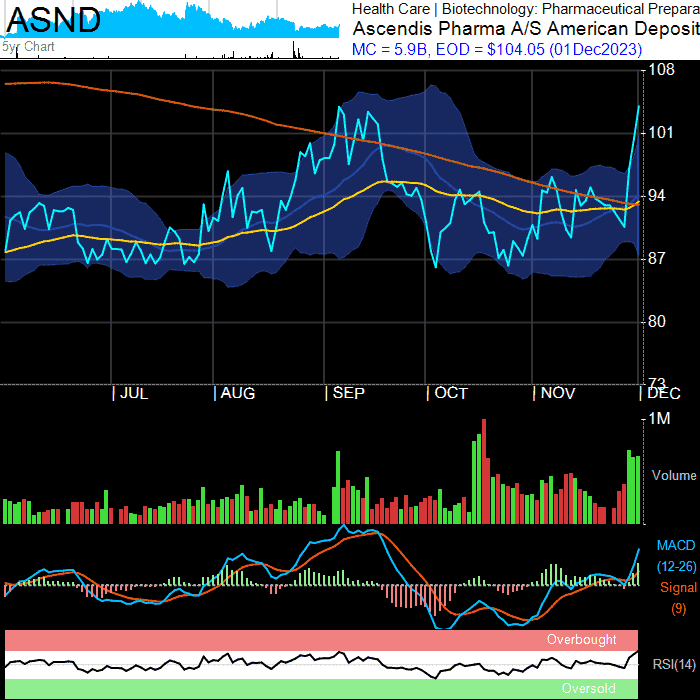 ASND
5yr Chart
Health Care | Biotechnology: Pharmaceutical Prepara
Ascendis Pharma A/S American Deposit
MC = 5.9B, EOD = $104.05 (01Dec2023)
108
101
94
87
80
73
| JUL | AUG | SEP | OCT | NOV | DEC
1M
Volume
MACD
(12-26)
Signal
(9)
Overbought
RSI(14)
Oversold